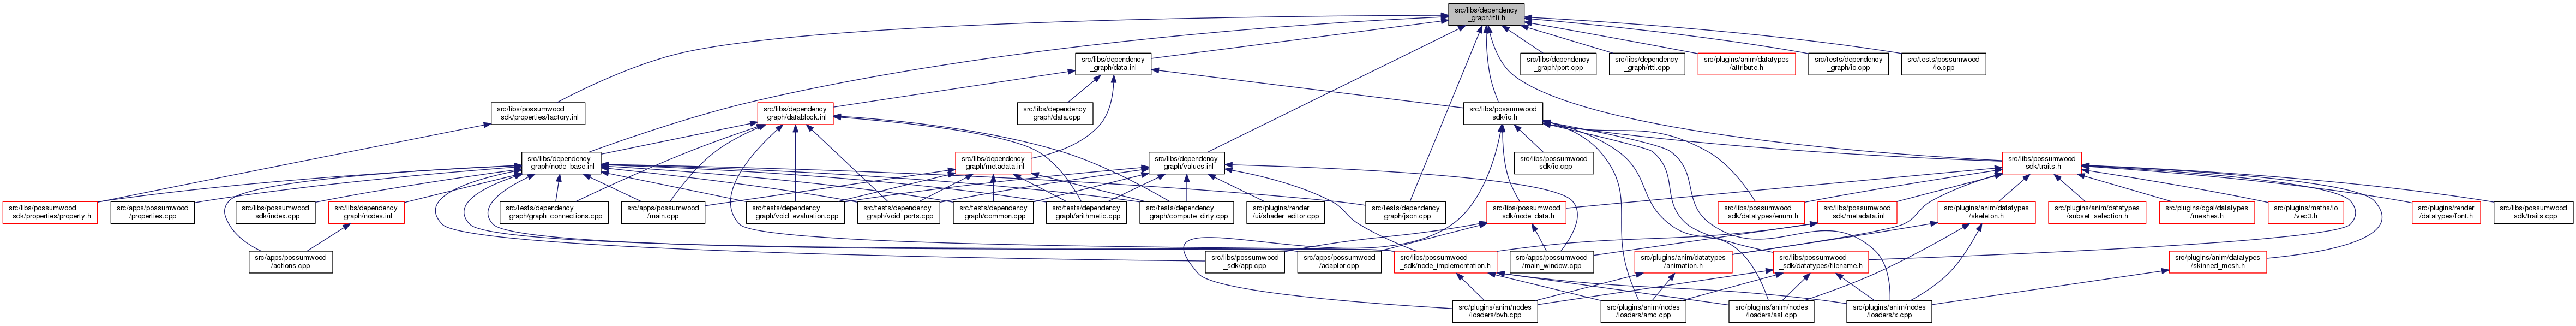 src/libs/dependency
_graph/rtti.h
src/libs/dependency
_graph/data.inl
src/libs/dependency
_graph/port.cpp
src/libs/dependency
_graph/rtti.cpp
src/plugins/anim/datatypes
/attribute.h
src/tests/dependency
_graph/io.cpp
src/tests/possumwood
/io.cpp
src/libs/possumwood
_sdk/properties/factory.inl
src/libs/dependency
_graph/datablock.inl
src/libs/dependency
_graph/data.cpp
src/libs/possumwood
_sdk/io.h
src/libs/dependency
_graph/node_base.inl
src/libs/dependency
_graph/metadata.inl
src/libs/dependency
_graph/values.inl
src/libs/possumwood
_sdk/io.cpp
src/libs/possumwood
_sdk/traits.h
src/libs/possumwood
_sdk/properties/property.h
src/apps/possumwood
/properties.cpp
src/libs/possumwood
_sdk/index.cpp
src/libs/dependency
_graph/nodes.inl
src/tests/dependency
_graph/graph_connections.cpp
src/apps/possumwood
/main.cpp
src/tests/dependency
_graph/void_evaluation.cpp
src/tests/dependency
_graph/void_ports.cpp
src/tests/dependency
_graph/common.cpp
src/tests/dependency
_graph/arithmetic.cpp
src/tests/dependency
_graph/compute_dirty.cpp
src/plugins/render
/ui/shader_editor.cpp
src/tests/dependency
_graph/json.cpp
src/libs/possumwood
_sdk/node_data.h
src/libs/possumwood
_sdk/datatypes/enum.h
src/libs/possumwood
_sdk/metadata.inl
src/plugins/anim/datatypes
/skeleton.h
src/plugins/anim/datatypes
/subset_selection.h
src/plugins/cgal/datatypes
/meshes.h
src/plugins/maths/io
/vec3.h
src/plugins/render
/datatypes/font.h
src/libs/possumwood
_sdk/traits.cpp
src/apps/possumwood
/actions.cpp
src/libs/possumwood
_sdk/app.cpp
src/apps/possumwood
/adaptor.cpp
src/libs/possumwood
_sdk/node_implementation.h
src/apps/possumwood
/main_window.cpp
src/plugins/anim/datatypes
/animation.h
src/libs/possumwood
_sdk/datatypes/filename.h
src/plugins/anim/datatypes
/skinned_mesh.h
src/plugins/anim/nodes
/loaders/bvh.cpp
src/plugins/anim/nodes
/loaders/amc.cpp
src/plugins/anim/nodes
/loaders/asf.cpp
src/plugins/anim/nodes
/loaders/x.cpp